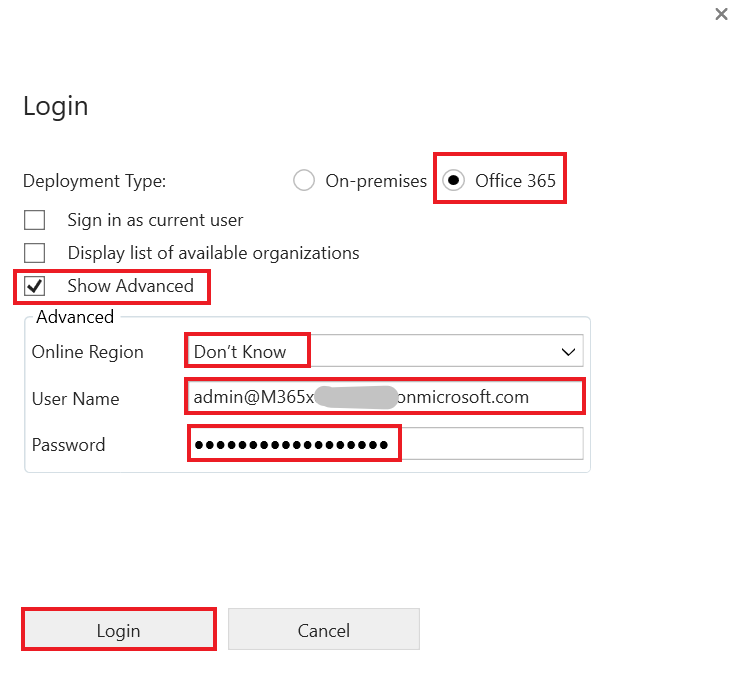 Login
Deployment Type: On-premises Office 365
Sign in as current user
Display list of available organizations
Show Advanced
Advanced
Online Region Don't Know
User Name admin@M365x onmicrosoft.com
Password ●●●●●●●●●●●●●●●●●●
Login Cancel